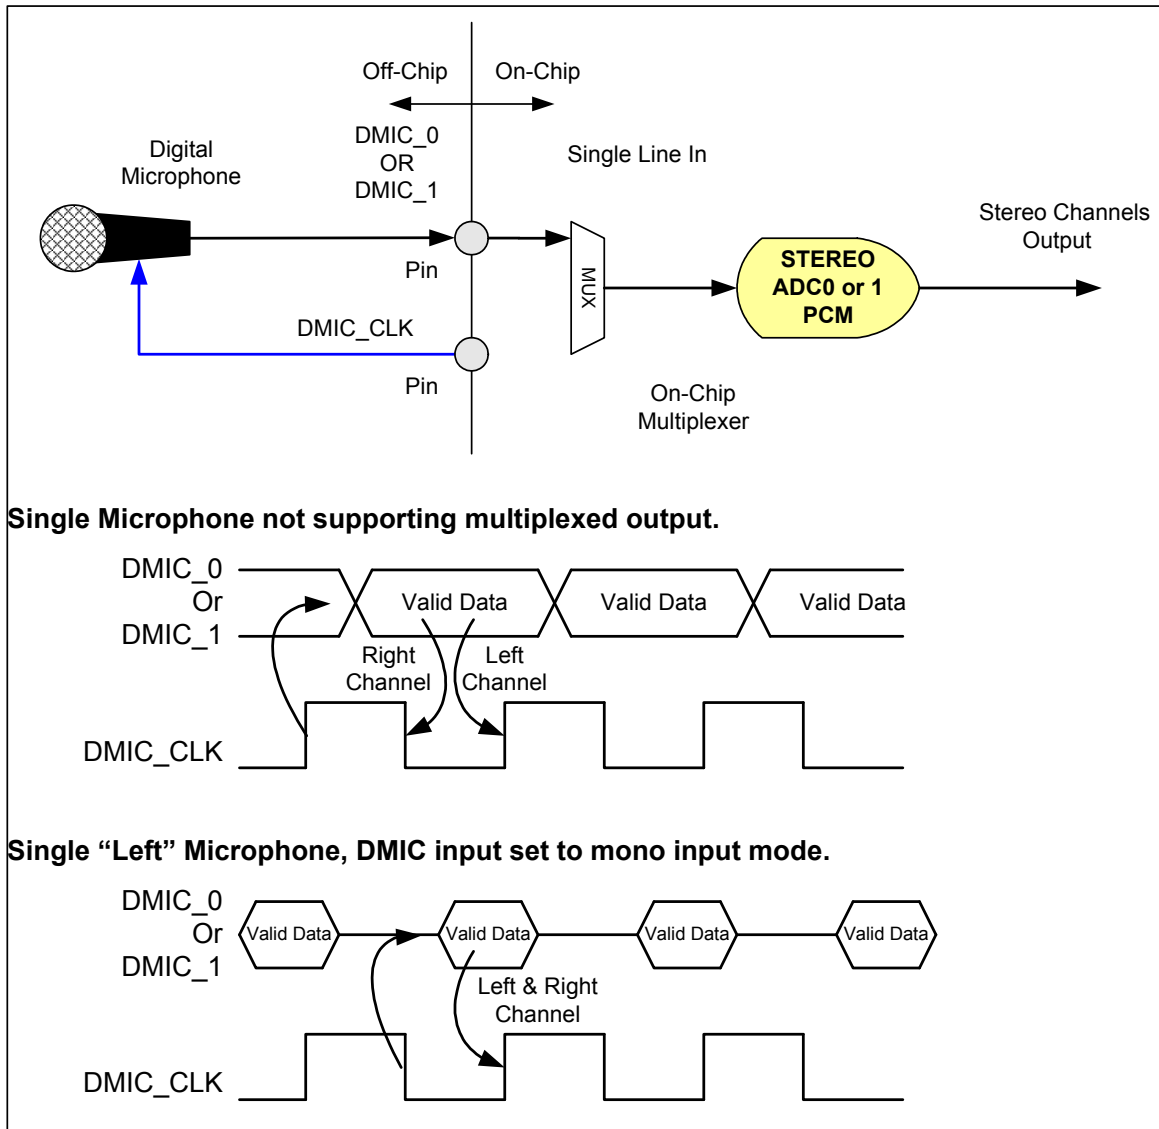 Off-Chip
On-Chip
DMIC_0
OR
DMIC_1
Single Line In
Digital
Microphone
Stereo Channels
Output
Pin
MUX
STEREO
ADC0 or 1
PCM
DMIC_CLK
Pin
On-Chip
Multiplexer
Single Microphone not supporting multiplexed output.
DMIC_0
Or
DMIC_1
Valid Data
Valid Data
Valid Data
Right
Channel
Left
Channel
DMIC_CLK
Single “Left” Microphone, DMIC input set to mono input mode.
DMIC_0
Or
DMIC_1
Valid Data
Valid Data
Valid Data
Valid Data
Left & Right
Channel
DMIC_CLK